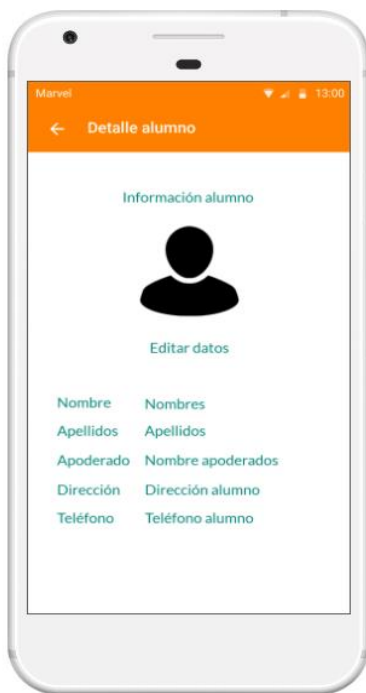 Marvel 13:00
Detalle alumno
Información alumno
Editar datos
Nombre Nombres
Apellidos Apellidos
Apoderado Nombre apoderados
Dirección Dirección alumno
Teléfono Teléfono alumno